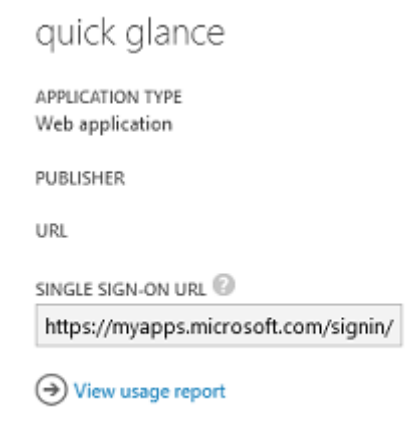 quick glance
APPLICATION TYPE
Web application
PUBLISHER
URL
SINGLE SIGN-ON URL ?
https://myapps.microsoft.com/signin/
View usage report